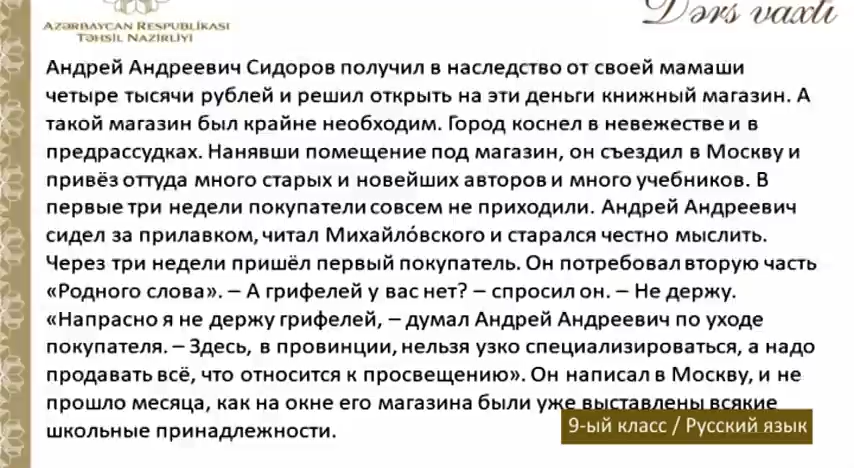 AZƏRBAYCAN RESPUBLİKASI
TƏHSİL NAZİRLİYİ
Dərs vaxtı
Андрей Андреевич Сидоров получил в наследство от своей мамаши
четыре тысячи рублей и решил открыть на эти деньги книжный магазин. А
такой магазин был крайне необходим. Город коснел в невежестве и в
предрассудках. Нанявши помещение под магазин, он съездил в Москву и
привёз оттуда много старых и новейших авторов и много учебников. В
первые три недели покупатели совсем не приходили. Андрей Андреевич
сидел за прилавком, читал Михайло́вского и старался честно мыслить.
Через три недели пришёл первый покупатель. Он потребовал вторую часть
«Родного слова». – А грифелей у вас нет? – спросил он. – Не держу.
«Напрасно я не держу грифелей, – думал Андрей Андреевич по уходе
покупателя. – Здесь, в провинции, нельзя узко специализироваться, а надо
продавать всё, что относится к просвещению». Он написал в Москву, и не
прошло месяца, как на окне его магазина были уже выставлены всякие
школьные принадлежности.
9-ый класс / Русский язык